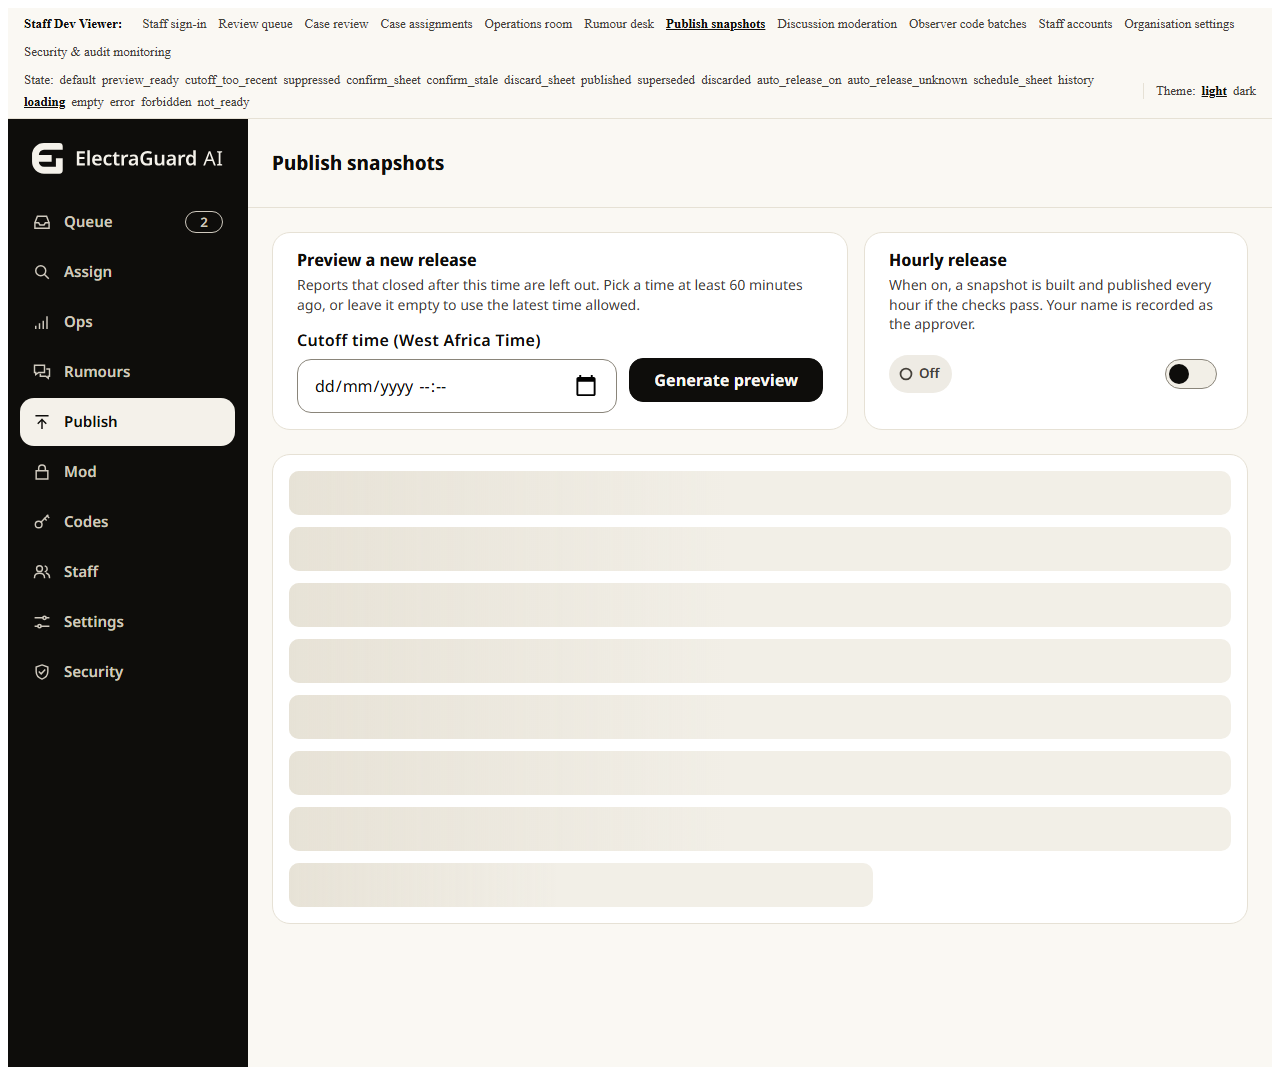 Staff Dev Viewer: Staff sign-in Review queue Case review Case assignments Operations room Rumour desk Publish snapshots Discussion moderation Observer code batches Staff accounts Organisation settings
Security & audit monitoring
State: default preview_ready cutoff_too_recent suppressed confirm_sheet confirm_stale discard_sheet published superseded discarded auto_release_on auto_release_unknown schedule_sheet history
loading empty error forbidden not_ready
Theme: light dark
ElectraGuard AI
Queue 2
Assign
Ops
Rumours
Publish
Mod
Codes
Staff
Settings
Security
Publish snapshots
Preview a new release
Reports that closed after this time are left out. Pick a time at least 60 minutes
ago, or leave it empty to use the latest time allowed.
Cutoff time (West Africa Time)
dd/mm/yyyy --:--
Generate preview
Hourly release
When on, a snapshot is built and published every
hour if the checks pass. Your name is recorded as
the approver.
Off